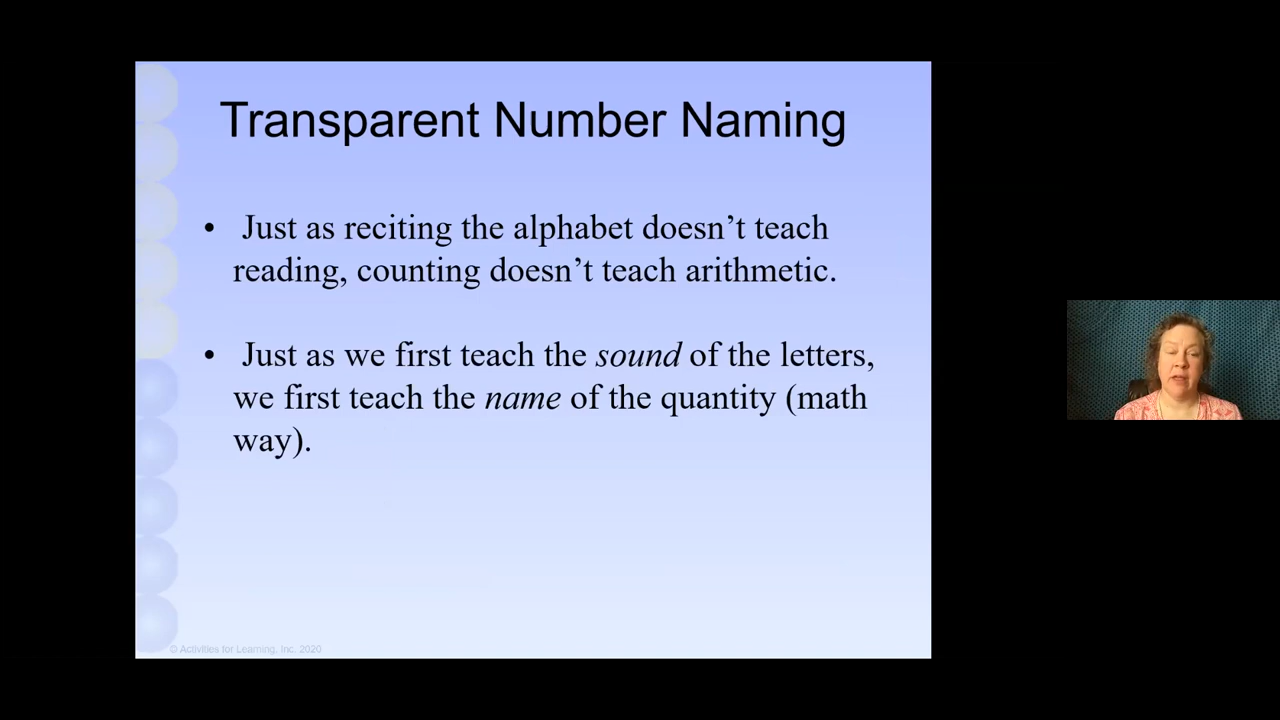 Transparent Number Naming
• Just as reciting the alphabet doesn’t teach
reading, counting doesn’t teach arithmetic.
• Just as we first teach the sound of the letters,
we first teach the name of the quantity (math
way).
© Activities for Learning, Inc. 2020